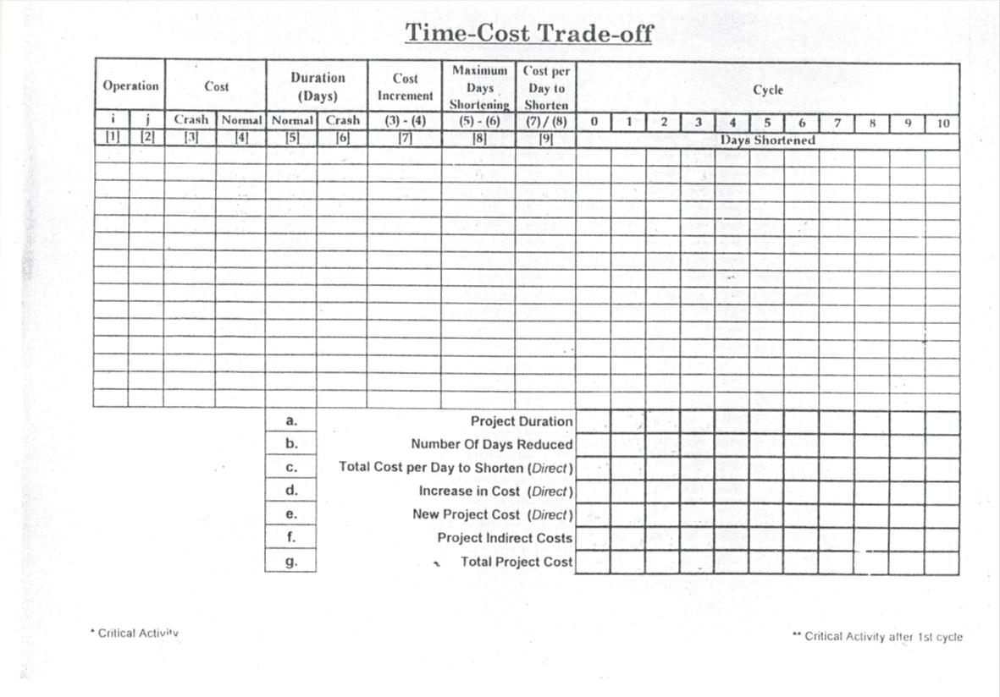 Time-Cost Trade-off
Operation Cost Duration (Days) Cost Increment Maximum Days Shortening Cost per Day to Shorten Cycle
i j Crash Normal Normal Crash (3) - (4) (5) - (6) (7) / (8) 0 1 2 3 4 5 6 7 8 9 10
[1] [2] [3] [4] [5] [6] [7] [8] [9] Days Shortened
a. Project Duration
b. Number Of Days Reduced
c. Total Cost per Day to Shorten (Direct)
d. Increase in Cost (Direct)
e. New Project Cost (Direct)
f. Project Indirect Costs
g. Total Project Cost
* Critical Activity
** Critical Activity after 1st cycle